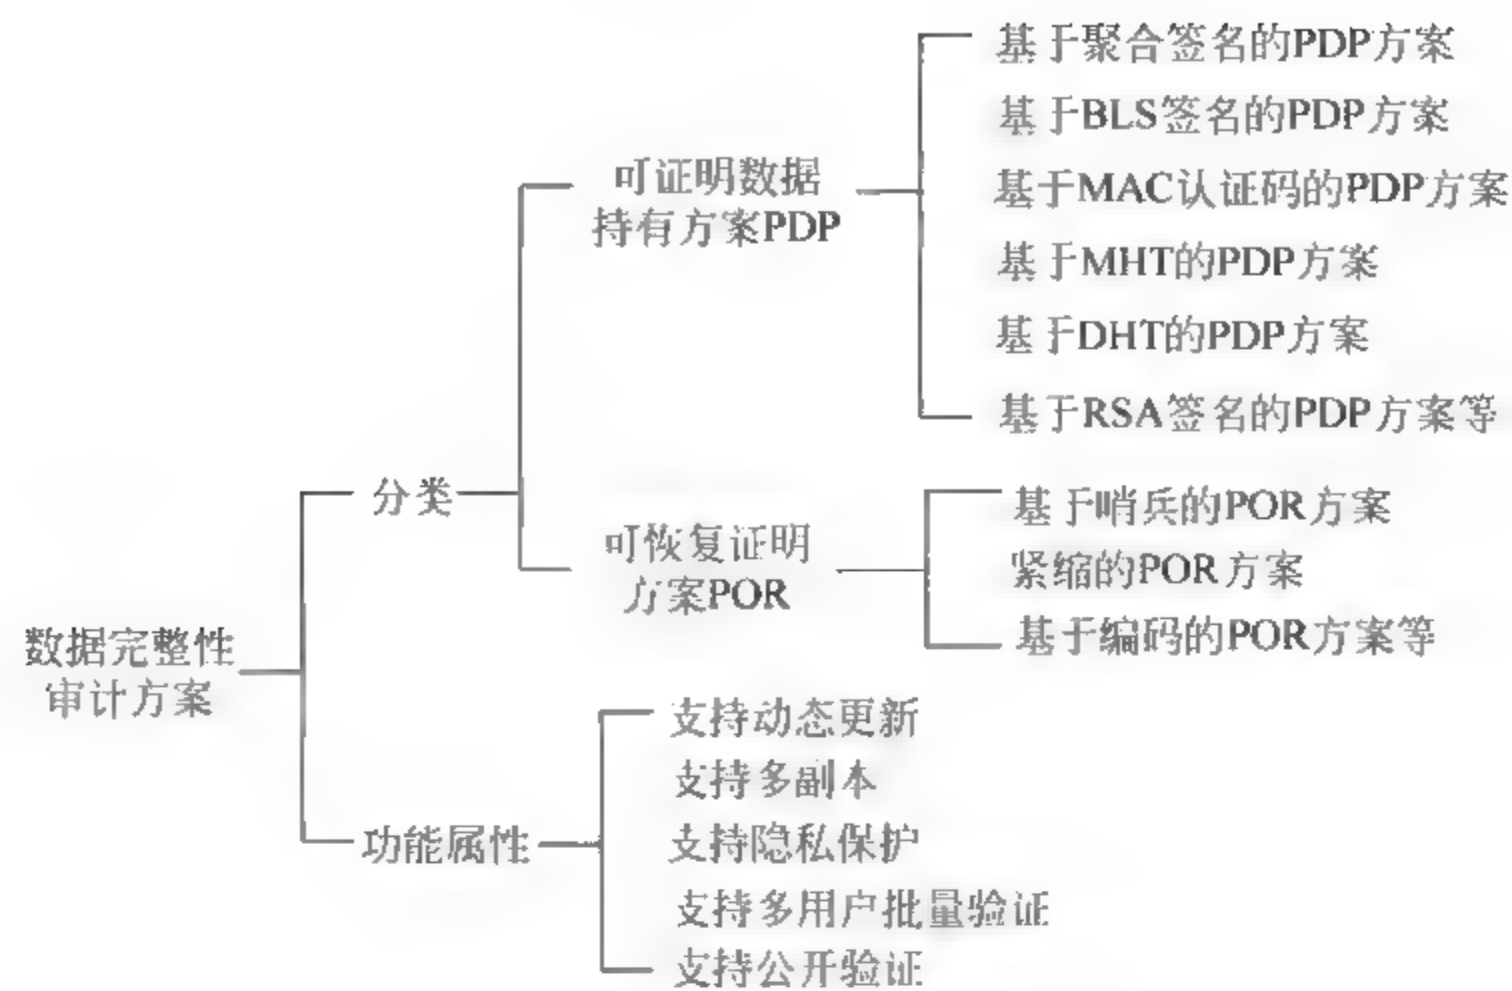 基于聚合签名的PDP方案
基于BLS签名的PDP方案
可证明数据
持有方案PDP
基于MAC认证码的PDP方案
基于MHT的PDP方案
基于DHT的PDP方案
基于RSA签名的PDP方案等
分类
可恢复证明
方案POR
基于哨兵的POR方案
紧缩的POR方案
基于编码的POR方案等
数据完整性
审计方案
支持动态更新
支持多副本
功能属性
支持隐私保护
支持多用户批量验证
支持公开验证